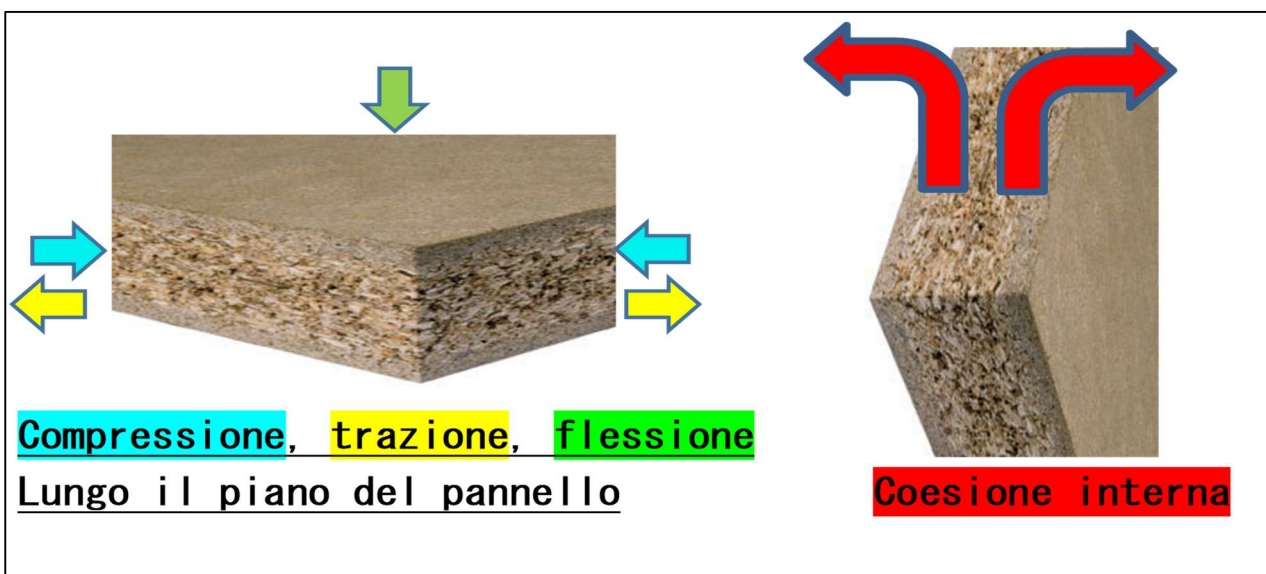 Compressione, trazione, flessione
Lungo il piano del pannello
Coesione interna